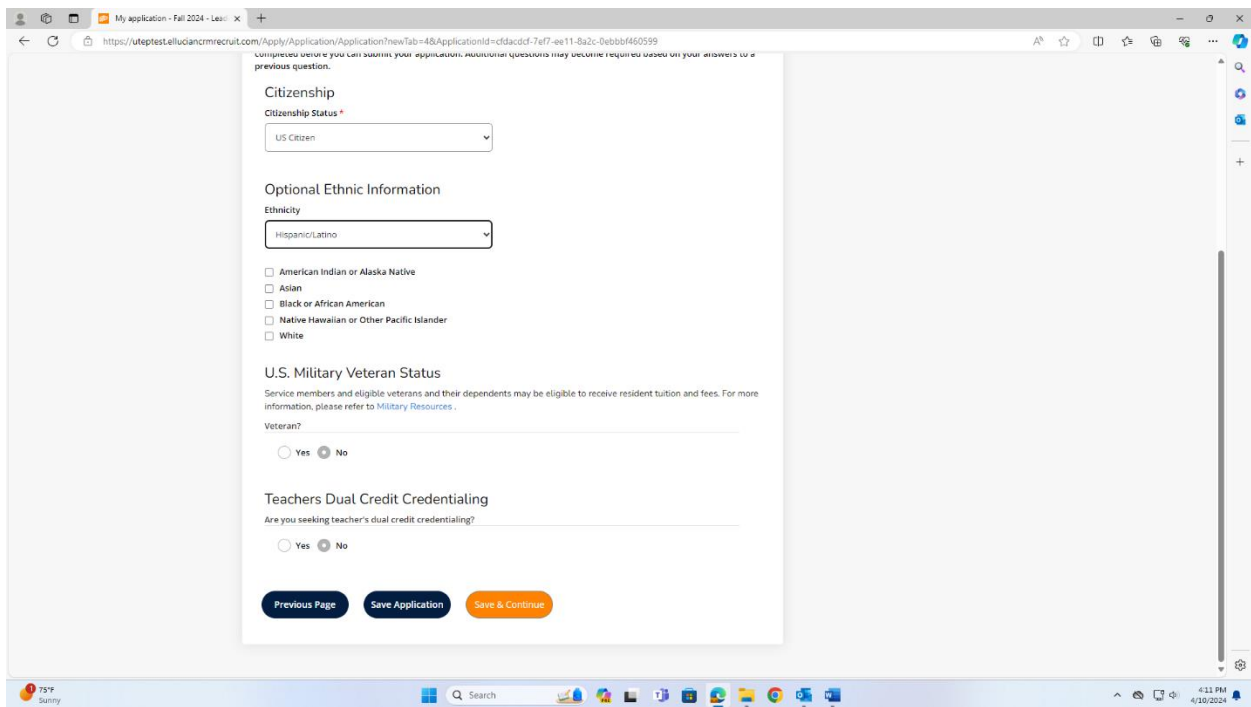 My application - Fall 2024 - Lead
https://uteptest.elluciancrmrecruit.com/Apply/Application/Application?newTab=4&ApplicationId=cfdacdcf-7ef7-ee11-8a2c-0ebbbf460599
completed before you can submit your application. Additional questions may become required based on your answers to a
previous question.
Citizenship
Citizenship Status *
US Citizen
Optional Ethnic Information
Ethnicity
Hispanic/Latino
American Indian or Alaska Native
Asian
Black or African American
Native Hawaiian or Other Pacific Islander
White
U.S. Military Veteran Status
Service members and eligible veterans and their dependents may be eligible to receive resident tuition and fees. For more
information, please refer to Military Resources .
Veteran?
Yes No
Teachers Dual Credit Credentialing
Are you seeking teacher's dual credit credentialing?
Yes No
Previous Page Save Application Save & Continue
1 75°F
Sunny
Search
4:11 PM
4/10/2024